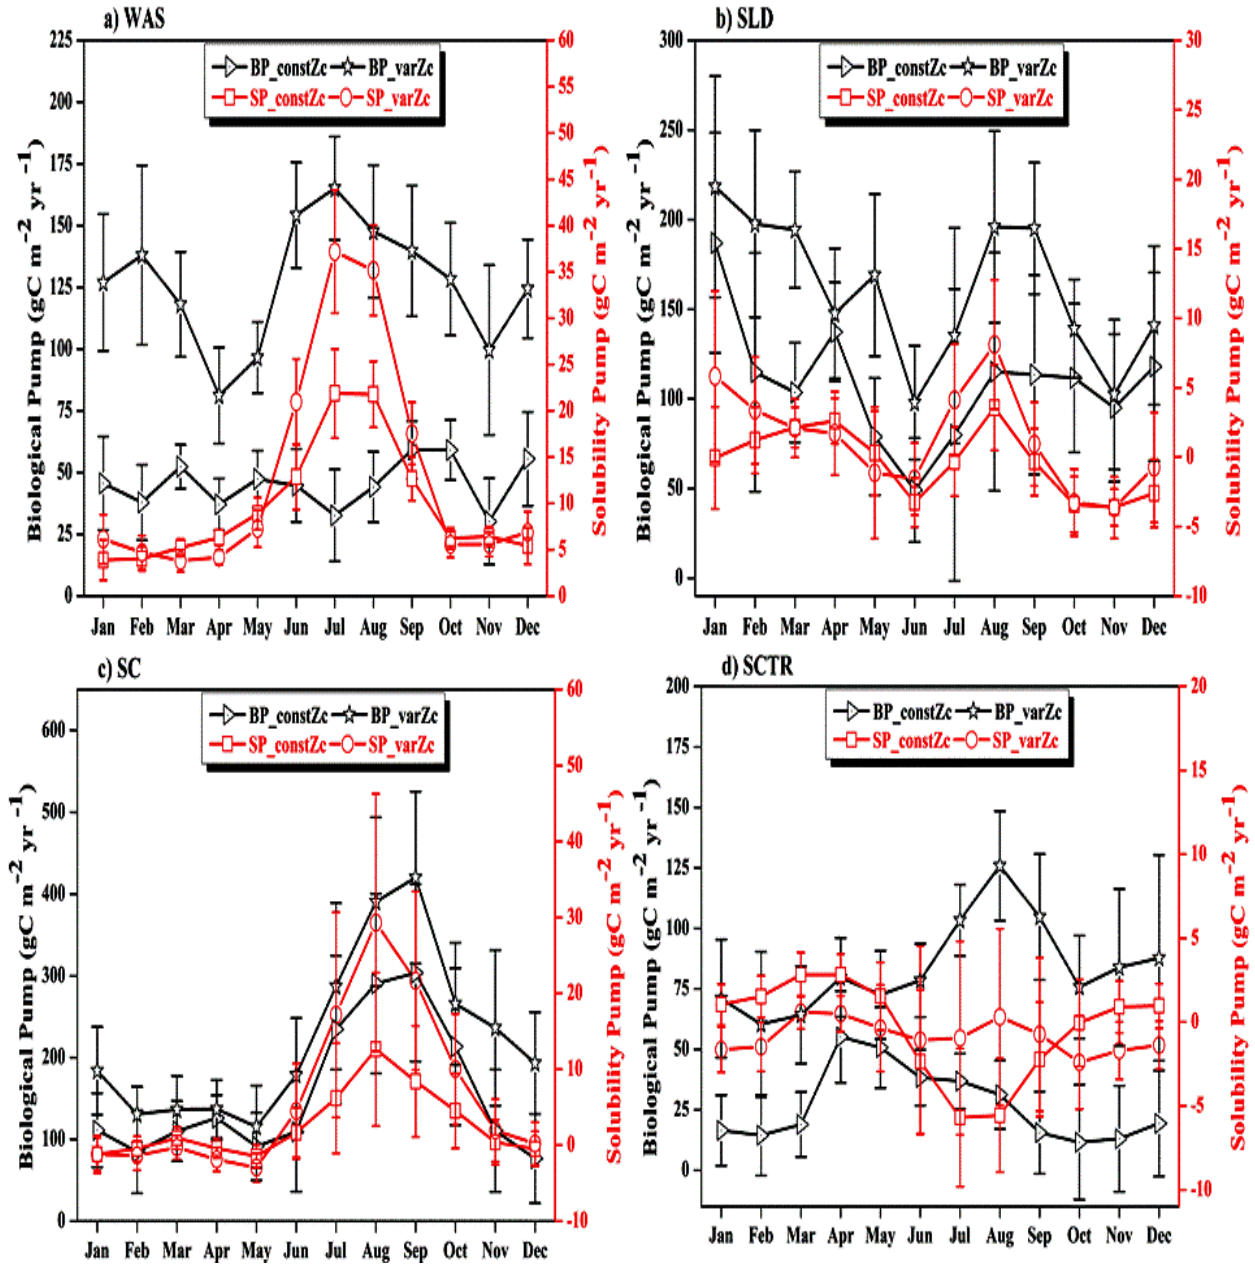 a) WAS
BP_constZc BP_varZc
SP_constZc SP_varZc
225
200
175
150
125
100
75
50
25
0
Biological Pump (gC m−2 yr−1)
60
55
50
45
40
35
30
25
20
15
10
5
0
Solubility Pump (gC m−2 yr−1)
Jan Feb Mar Apr May Jun Jul Aug Sep Oct Nov Dec
b) SLD
BP_constZc BP_varZc
SP_constZc SP_varZc
300
250
200
150
100
50
0
Biological Pump (gC m−2 yr−1)
30
25
20
15
10
5
0
-5
-10
Solubility Pump (gC m−2 yr−1)
Jan Feb Mar Apr May Jun Jul Aug Sep Oct Nov Dec
c) SC
BP_constZc BP_varZc
SP_constZc SP_varZc
600
500
400
300
200
100
0
Biological Pump (gC m−2 yr−1)
60
50
40
30
20
10
0
-10
Solubility Pump (gC m−2 yr−1)
Jan Feb Mar Apr May Jun Jul Aug Sep Oct Nov Dec
d) SCTR
BP_constZc BP_varZc
SP_constZc SP_varZc
200
175
150
125
100
75
50
25
0
Biological Pump (gC m−2 yr−1)
20
15
10
5
0
-5
-10
Solubility Pump (gC m−2 yr−1)
Jan Feb Mar Apr May Jun Jul Aug Sep Oct Nov Dec